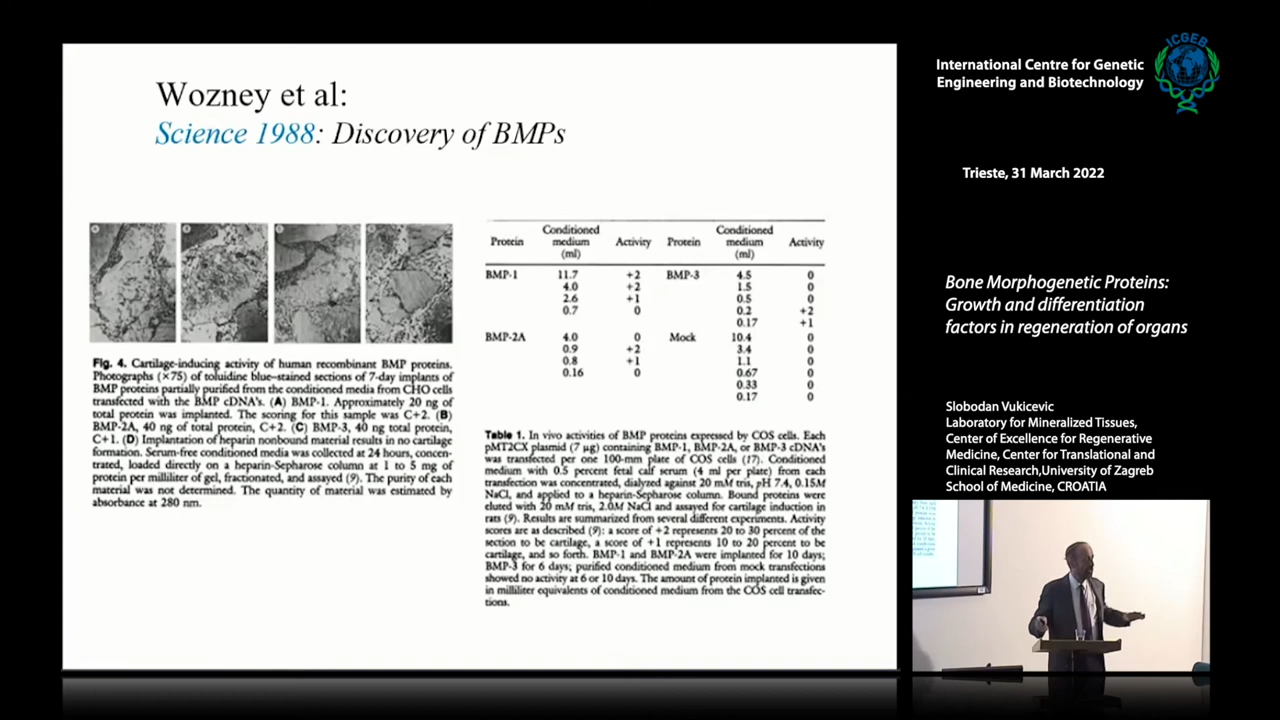 Wozney et al:
Science 1988: Discovery of BMPs
A
B
C
D
Fig. 4. Cartilage-inducing activity of human recombinant BMP proteins.
Photographs (×75) of toluidine blue–stained sections of 7-day implants of
BMP proteins partially purified from the conditioned media from CHO cells
transfected with the BMP cDNA's. (A) BMP-1. Approximately 20 ng of
total protein was implanted. The scoring for this sample was C+2. (B)
BMP-2A, 40 ng of total protein, C+2. (C) BMP-3, 40 ng total protein,
C+1. (D) Implantation of heparin nonbound material results in no cartilage
formation. Serum-free conditioned media was collected at 24 hours, concen-
trated, loaded directly on a heparin-Sepharose column at 1 to 5 mg of
protein per milliliter of gel, fractionated, and assayed (9). The purity of each
material was not determined. The quantity of material was estimated by
absorbance at 280 nm.
Protein Conditioned medium (ml) Activity Protein Conditioned medium (ml) Activity
BMP-1 11.7 +2 BMP-3 4.5 0
4.0 +2 1.5 0
2.6 +1 0.5 0
0.7 0 0.2 +2
0.17 +1
BMP-2A 4.0 0 Mock 10.4 0
0.9 +2 3.4 0
0.8 +1 1.1 0
0.16 0 0.67 0
0.33 0
0.17 0
Table 1. In vivo activities of BMP proteins expressed by COS cells. Each
pMT2CX plasmid (7 μg) containing BMP-1, BMP-2A, or BMP-3 cDNA's
was transfected per one 100-mm plate of COS cells (17). Conditioned
medium with 0.5 percent fetal calf serum (4 ml per plate) from each
transfection was concentrated, dialyzed against 20 mM tris, pH 7.4, 0.15M
NaCl, and applied to a heparin-Sepharose column. Bound proteins were
eluted with 20 mM tris, 2.0M NaCl and assayed for cartilage induction in
rats (9). Results are summarized from several different experiments. Activity
scores are as described (9): a score of +2 represents 20 to 30 percent of the
section to be cartilage, a score of +1 represents 10 to 20 percent to be
cartilage, and so forth. BMP-1 and BMP-2A were implanted for 10 days;
BMP-3 for 6 days; purified conditioned medium from mock transfections
showed no activity at 6 or 10 days. The amount of protein implanted is given
in milliliter equivalents of conditioned medium from the COS cell transfec-
tions.
International Centre for Genetic
Engineering and Biotechnology
ICGEB
Trieste, 31 March 2022
Bone Morphogenetic Proteins:
Growth and differentiation
factors in regeneration of organs
Slobodan Vukicevic
Laboratory for Mineralized Tissues,
Center of Excellence for Regenerative
Medicine, Center for Translational and
Clinical Research,University of Zagreb
School of Medicine, CROATIA